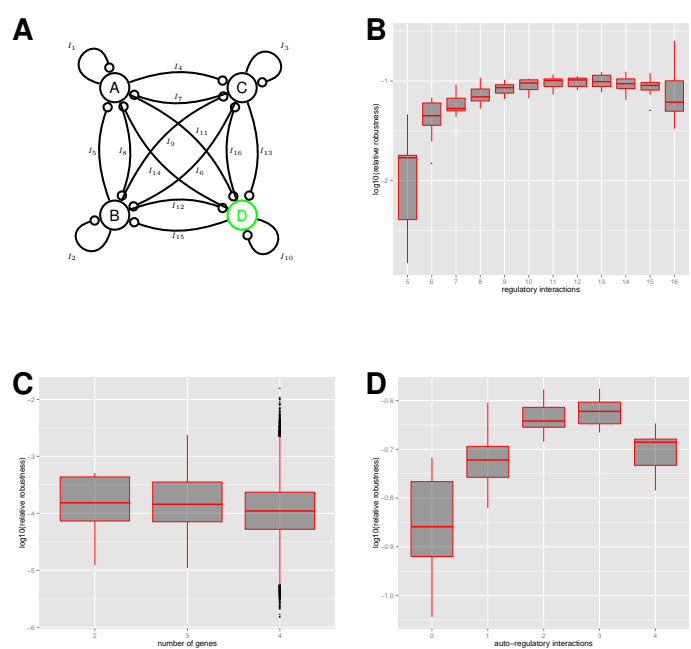 A
I1
I4
I3
A
C
I7
I11
I9
I5
I8
I16
I13
I14
I6
I12
B
D
I15
I2
I10
B
log10(relative robustness)
−1
−2
5 6 7 8 9 10 11 12 13 14 15 16
regulatory interactions
C
log10(relative robustness)
−2
−3
−4
−5
−6
2 3 4
number of genes
D
log10(relative robustness)
−0.6
−0.7
−0.8
−0.9
−1.0
0 1 2 3 4
auto−regulatory interactions